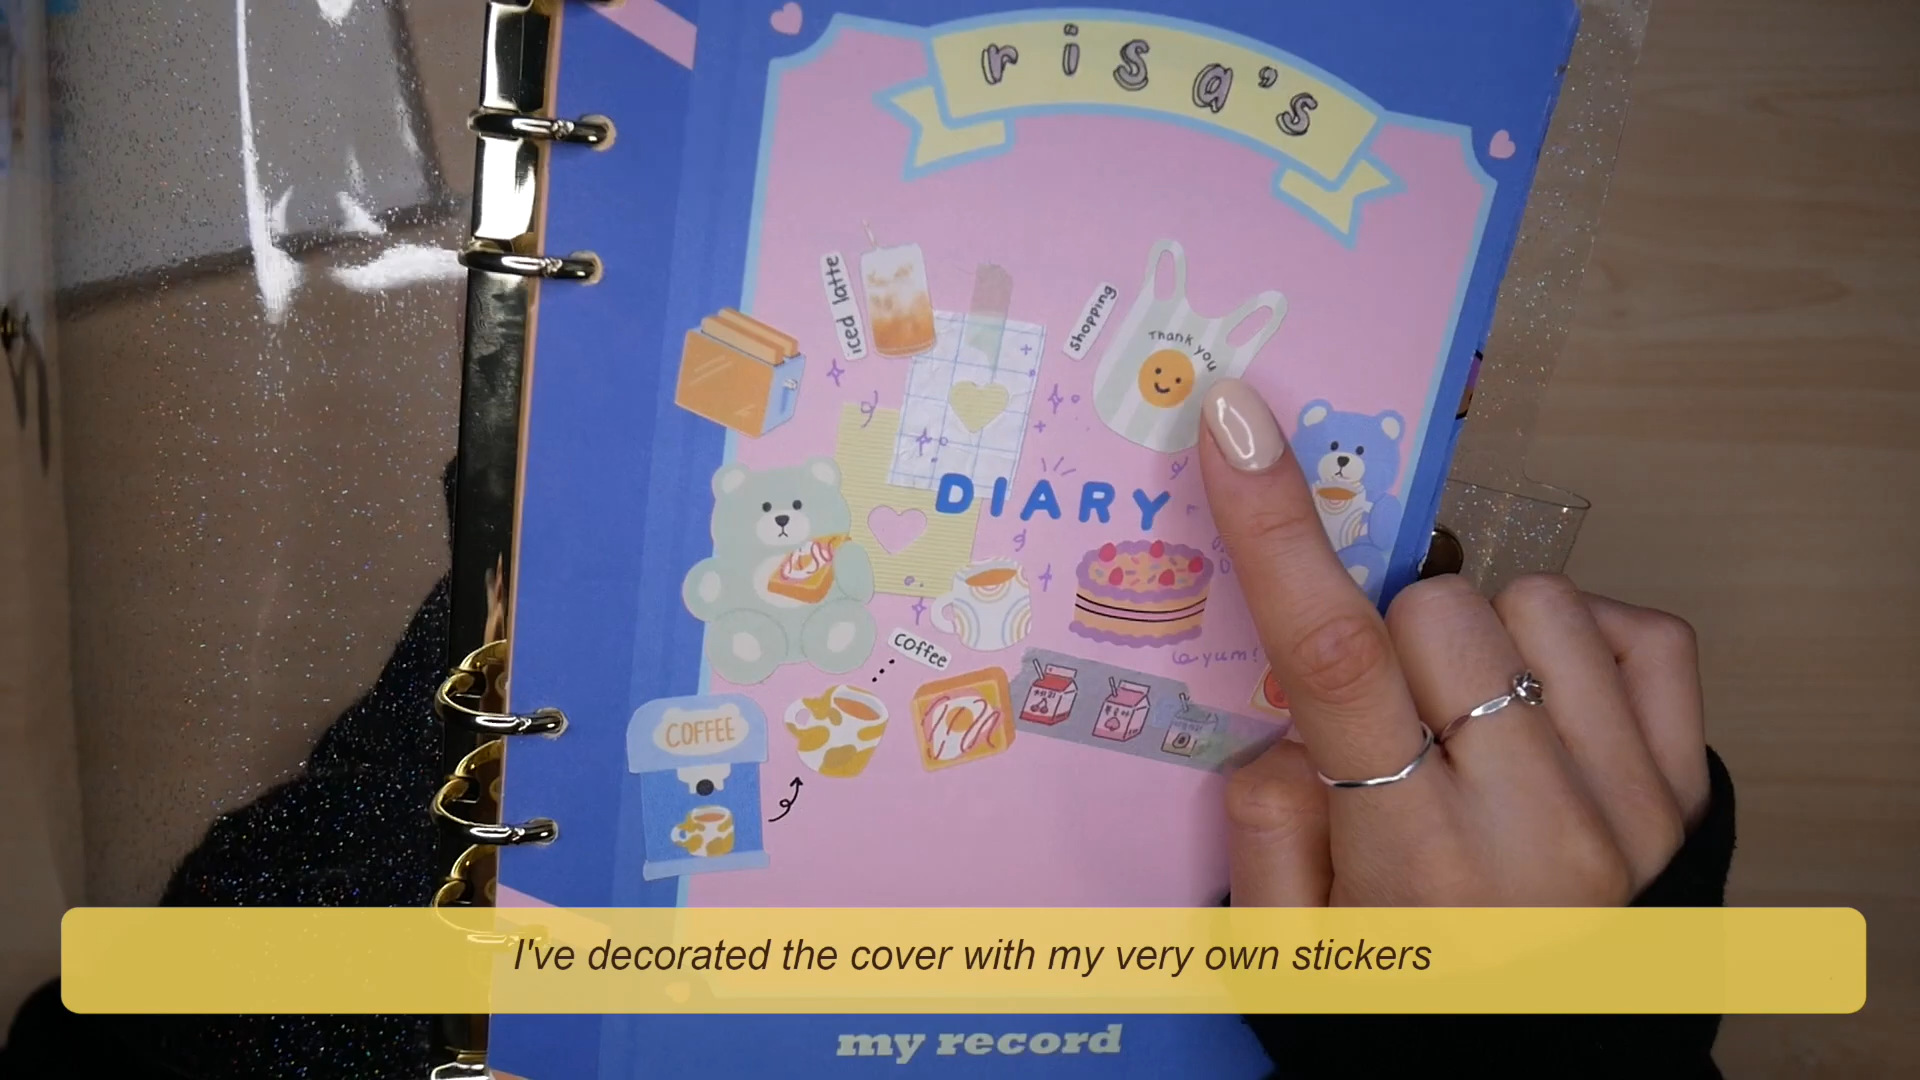 risa's
iced latte
shopping
Thank you
DIARY
coffee
yum!
COFFEE
I've decorated the cover with my very own stickers
my record